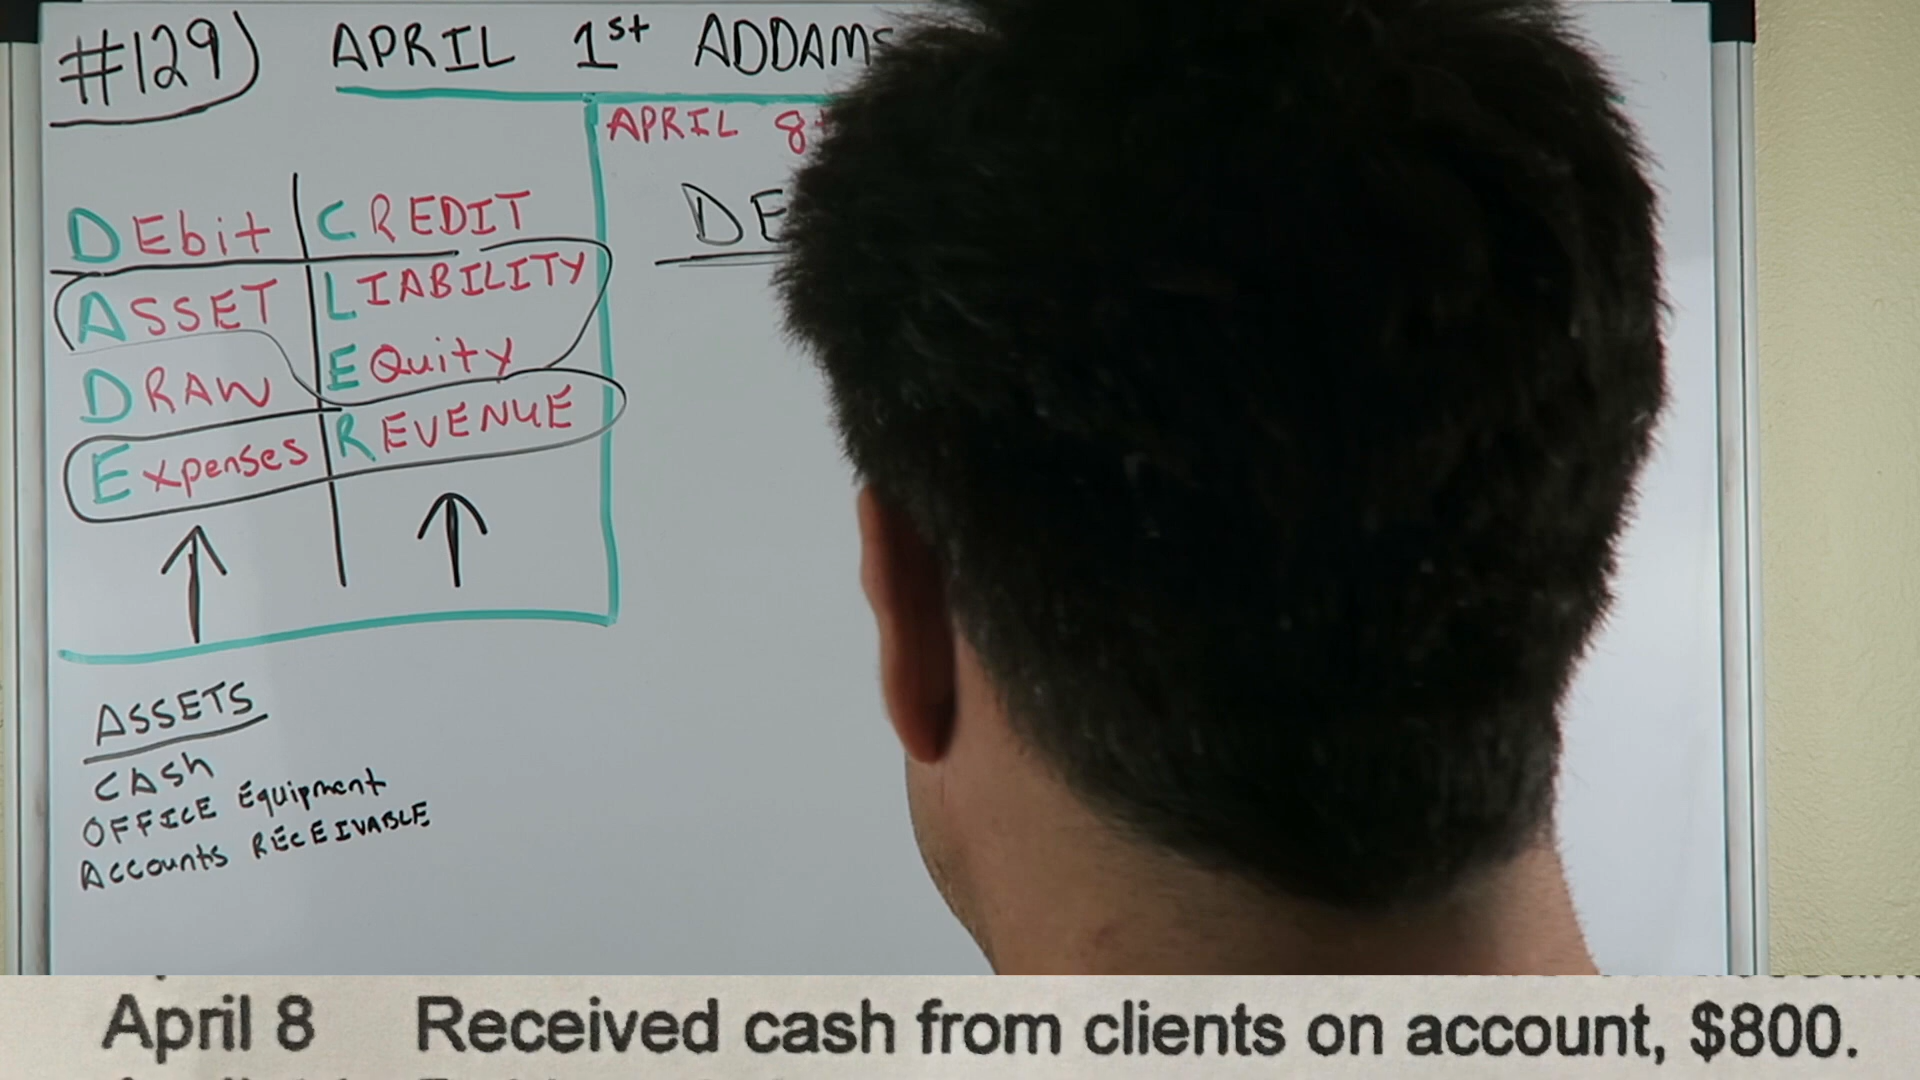 #129) APRIL 1st ADDAMS
APRIL 8
DEbit CREDIT
ASSET LIABILITY
DRAW EQuity
Expenses REVENUE
ASSETS
CASh
OFFICE Equipment
Accounts RECEIVABLE
April 8 Received cash from clients on account, $800.